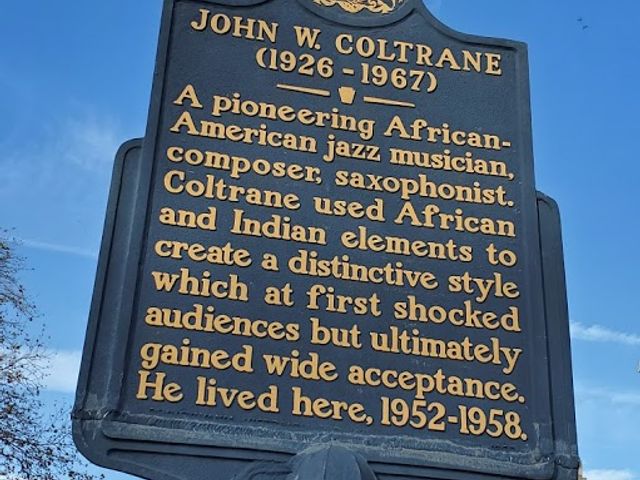 JOHN W. COLTRANE
(1926 - 1967)
A pioneering African-
American jazz musician,
composer, saxophonist.
Coltrane used African
and Indian elements to
create a distinctive style
which at first shocked
audiences but ultimately
gained wide acceptance.
He lived here, 1952-1958.